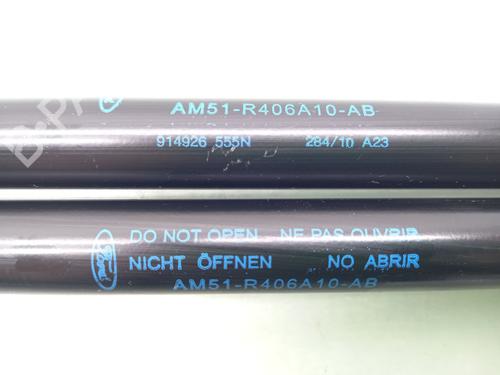 AM51-R406A10-AB
914926 555N 284/10 A23
DO NOT OPEN NE PAS OUVRIR
Ford NICHT ÖFFNEN NO ABRIR
AM51-R406A10-AB